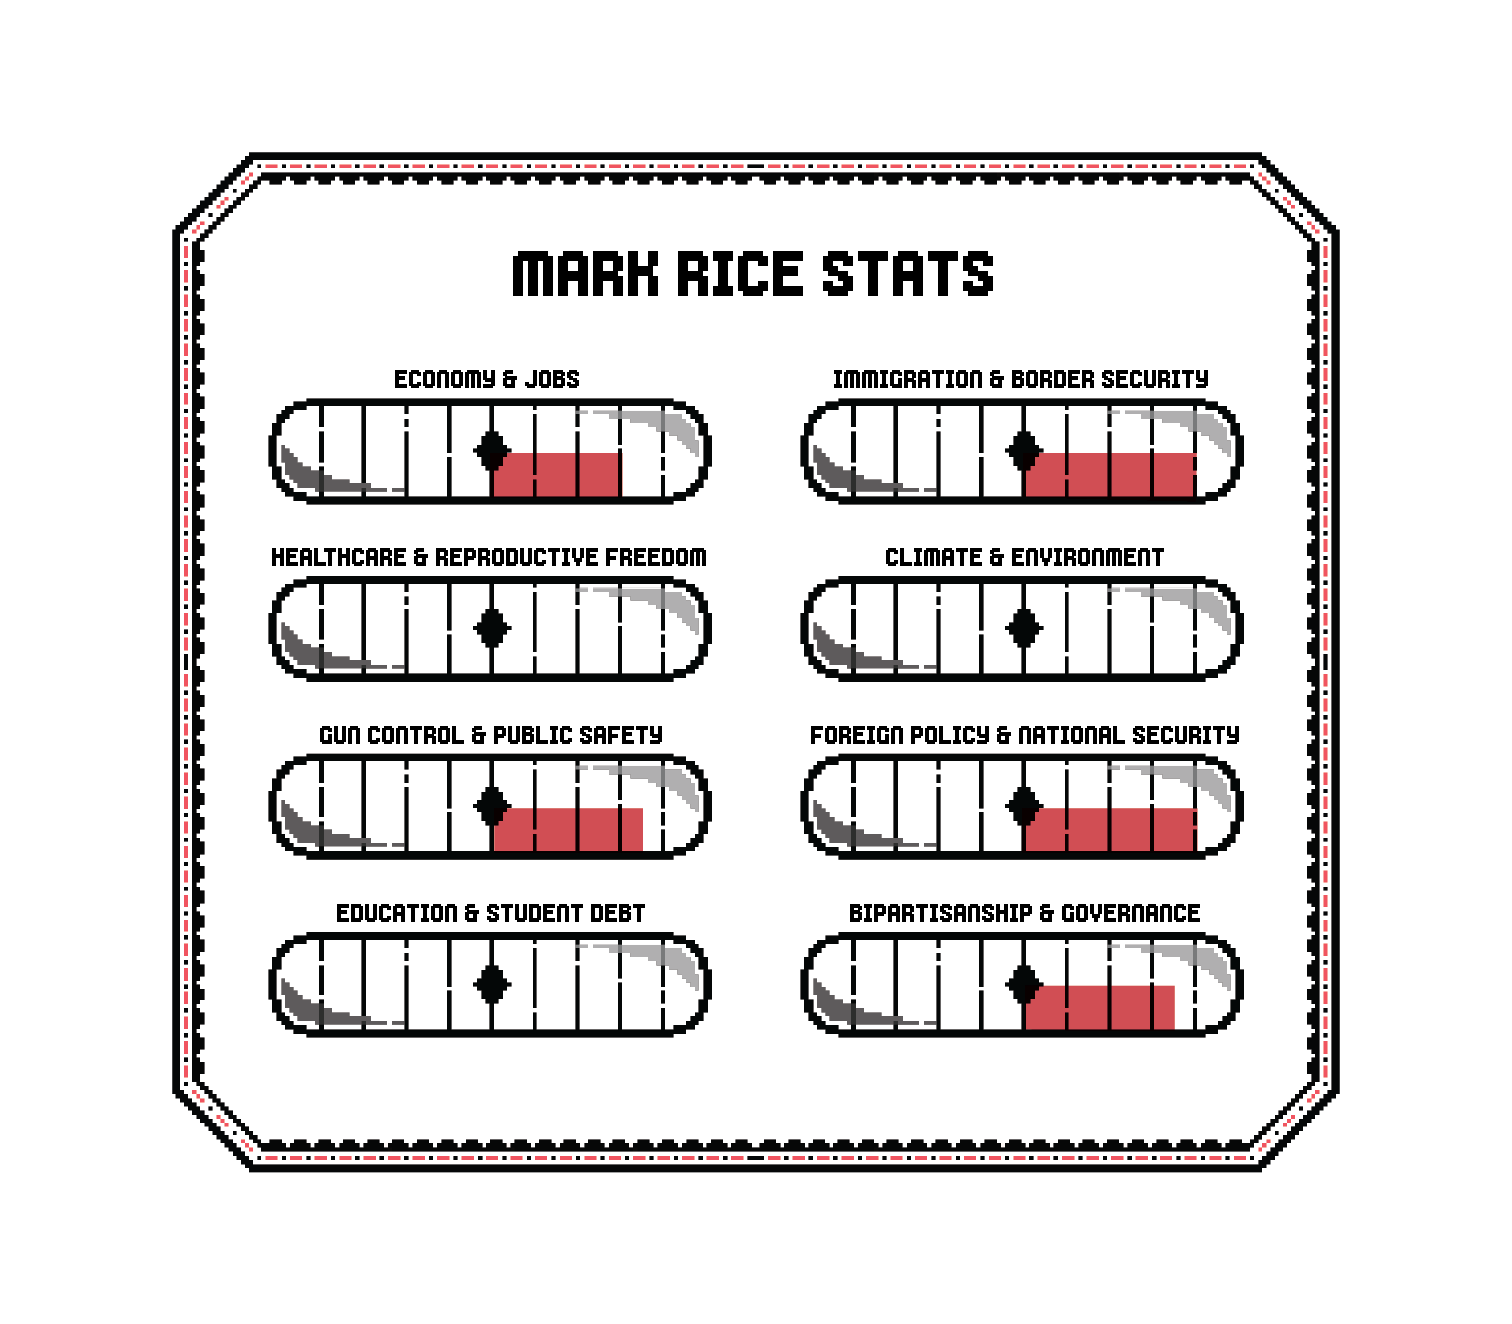 MARK RICE STATS
ECONOMY & JOBS
IMMIGRATION & BORDER SECURITY
HEALTHCARE & REPRODUCTIVE FREEDOM
CLIMATE & ENVIRONMENT
GUN CONTROL & PUBLIC SAFETY
FOREIGN POLICY & NATIONAL SECURITY
EDUCATION & STUDENT DEBT
BIPARTISANSHIP & GOVERNANCE